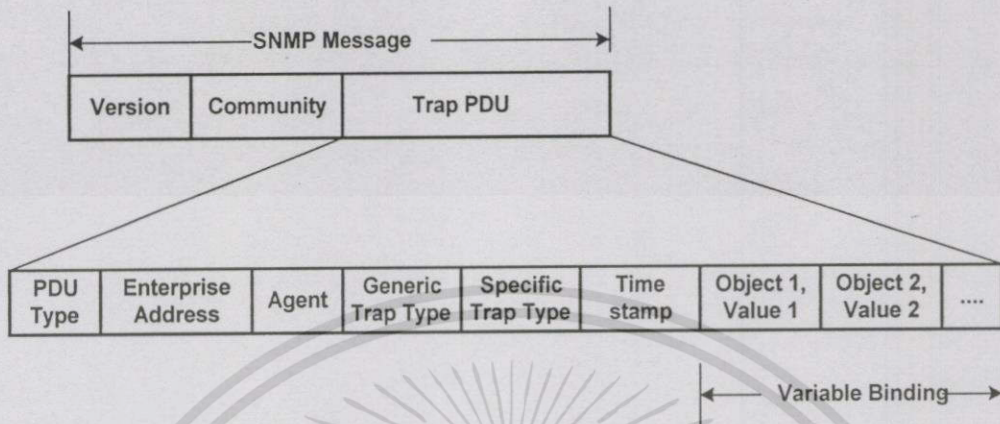 SNMP Message
Version
Community
Trap PDU
PDU Type
Enterprise Address
Agent
Generic Trap Type
Specific Trap Type
Time stamp
Object 1, Value 1
Object 2, Value 2
....
Variable Binding